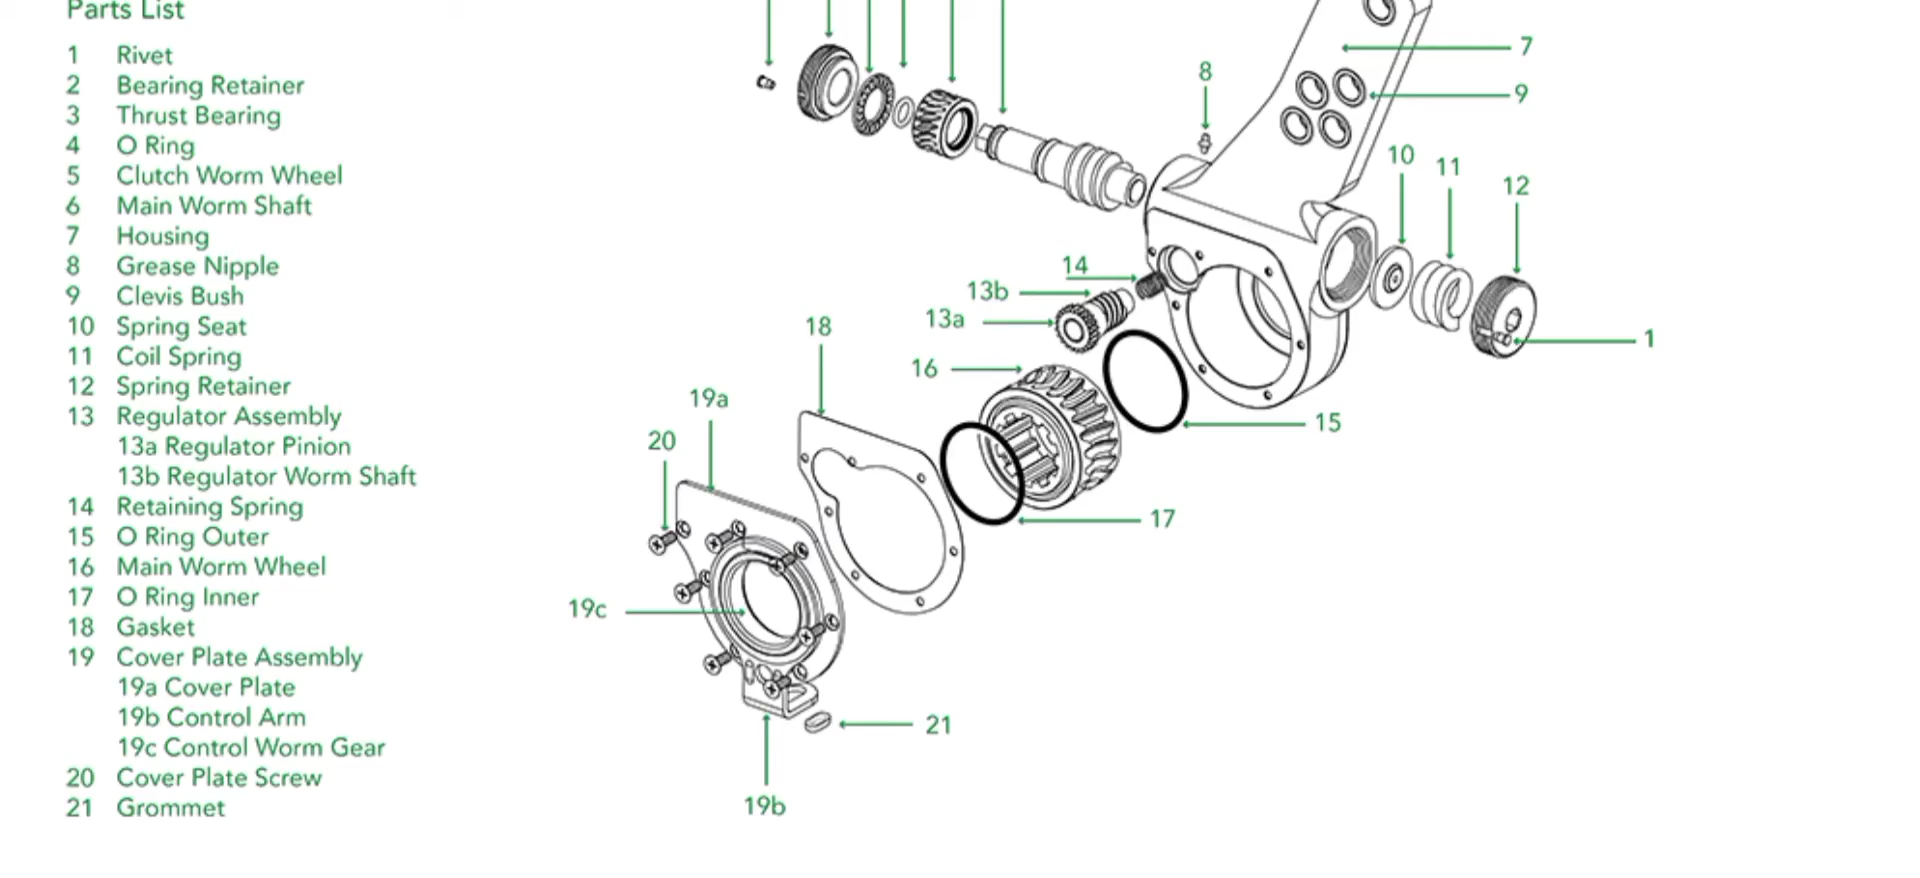 Parts List
1 Rivet
2 Bearing Retainer
3 Thrust Bearing
4 O Ring
5 Clutch Worm Wheel
6 Main Worm Shaft
7 Housing
8 Grease Nipple
9 Clevis Bush
10 Spring Seat
11 Coil Spring
12 Spring Retainer
13 Regulator Assembly
13a Regulator Pinion
13b Regulator Worm Shaft
14 Retaining Spring
15 O Ring Outer
16 Main Worm Wheel
17 O Ring Inner
18 Gasket
19 Cover Plate Assembly
19a Cover Plate
19b Control Arm
19c Control Worm Gear
20 Cover Plate Screw
21 Grommet
7
8
9
10
11
12
14
13b
13a
18
1
16
19a
15
20
17
19c
21
19b